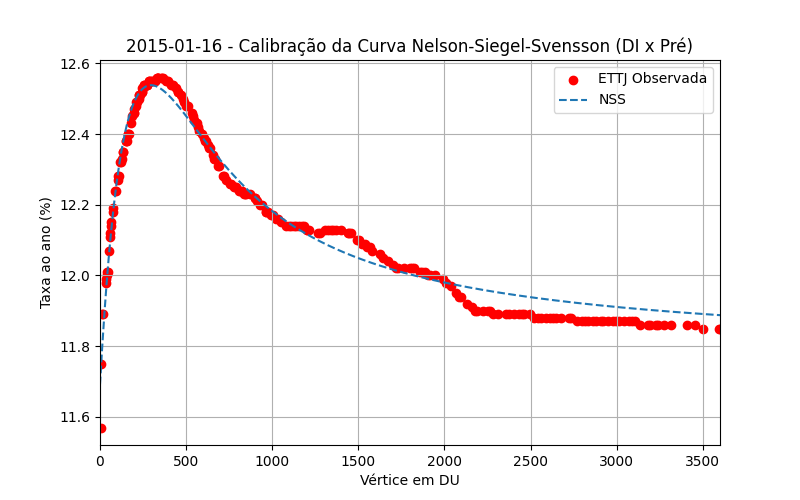 2015-01-16 - Calibração da Curva Nelson-Siegel-Svensson (DI x Pré)
ETTJ Observada
NSS
Taxa ao ano (%)
12.6
12.4
12.2
12.0
11.8
11.6
0 500 1000 1500 2000 2500 3000 3500
Vértice em DU